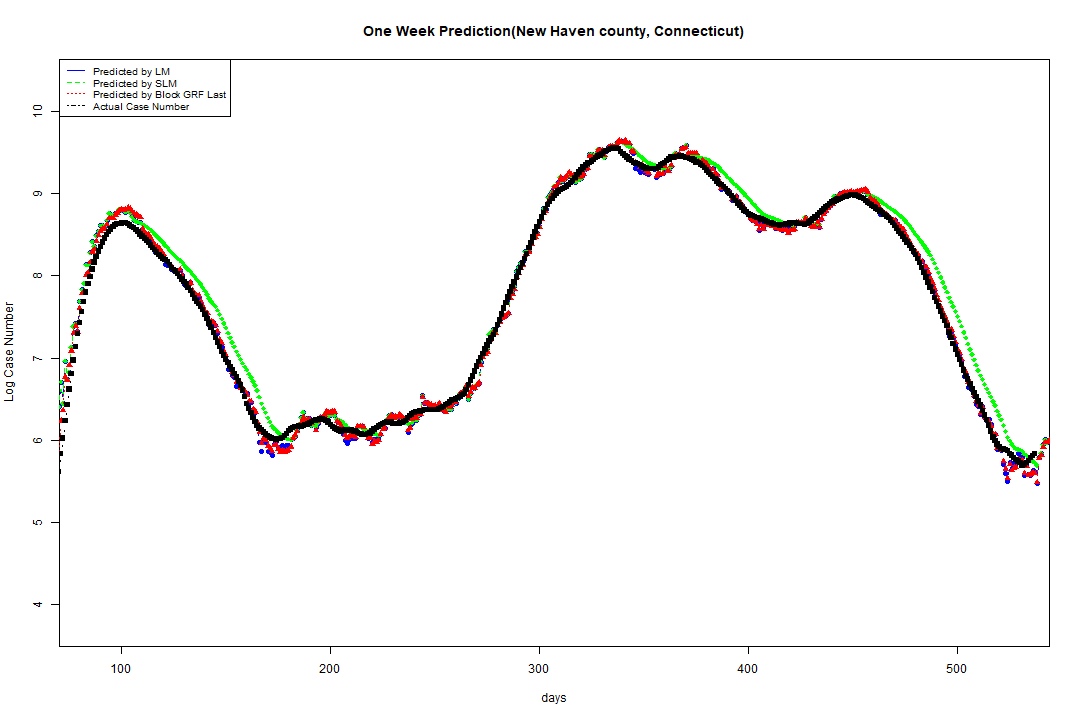 One Week Prediction(New Haven county, Connecticut)
Predicted by LM
Predicted by SLM
Predicted by Block GRF Last
Actual Case Number
10
9
8
7
6
5
4
Log Case Number
100 200 300 400 500
days